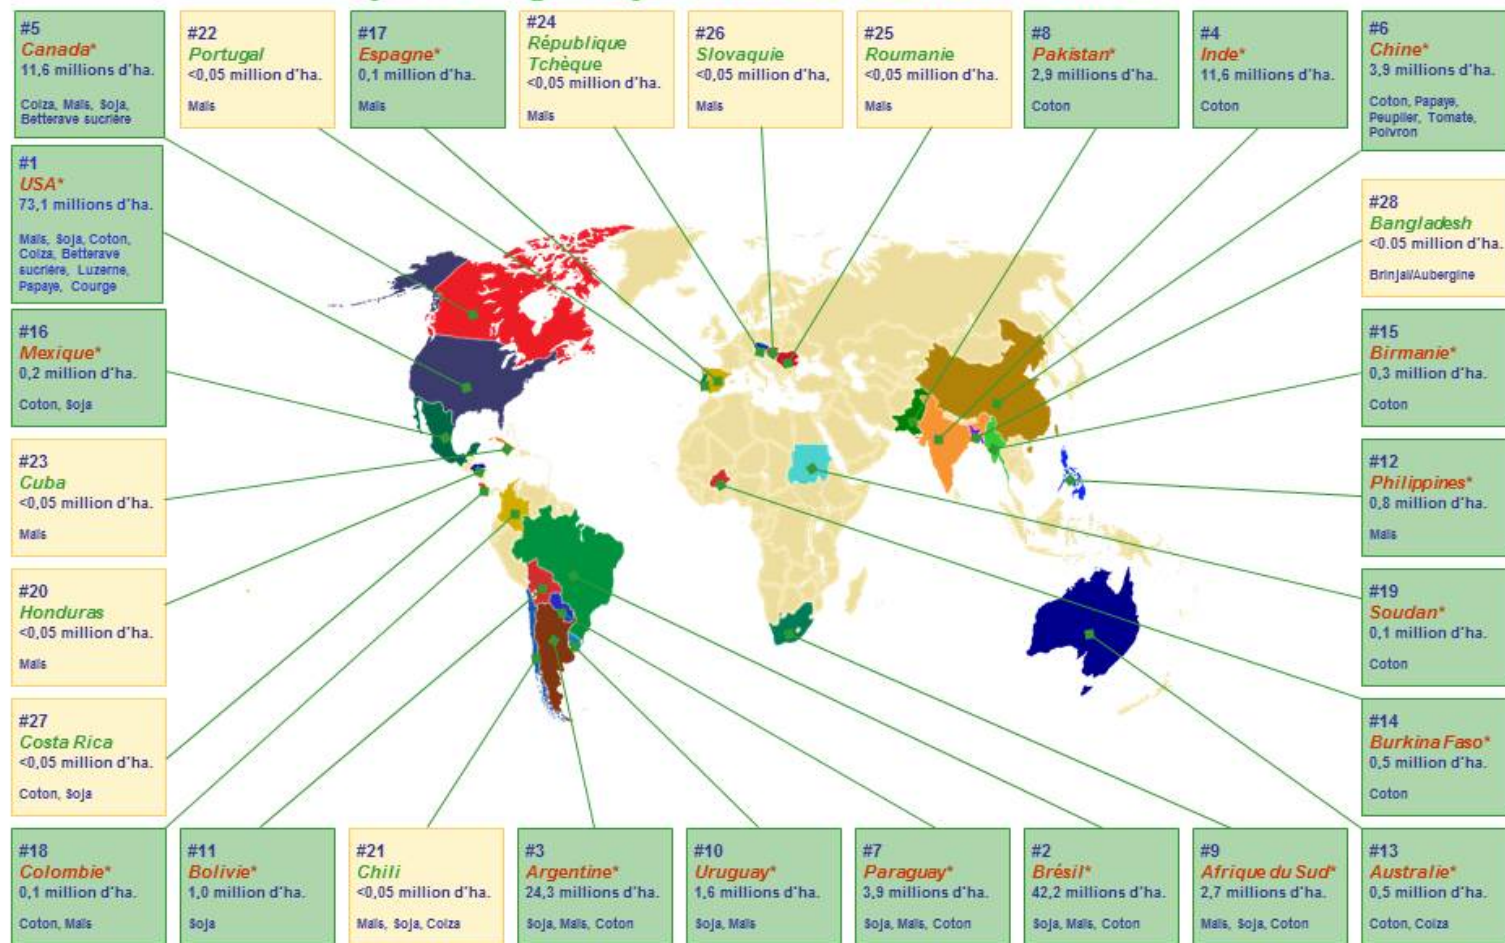 #5
Canada*
11,6 millions d'ha.
Colza, Maïs, Soja,
Betterave sucrière
#22
Portugal
<0,05 million d'ha.
Maïs
#17
Espagne*
0,1 million d'ha.
Maïs
#24
République
Tchèque
<0,05 million d'ha.
Maïs
#26
Slovaquie
<0,05 million d'ha,
Maïs
#25
Roumanie
<0,05 million d'ha.
Maïs
#8
Pakistan*
2,9 millions d'ha.
Coton
#4
Inde*
11,6 millions d'ha.
Coton
#6
Chine*
3,9 millions d'ha.
Coton, Papaye,
Peuplier, Tomate,
Poivron
#1
USA*
73,1 millions d'ha.
Maïs, Soja, Coton,
Colza, Betterave
sucrière, Luzerne,
Papaye, Courge
#28
Bangladesh
<0.05 million d'ha.
Brinjal/Aubergine
#16
Mexique*
0,2 million d'ha.
Coton, Soja
#15
Birmanie*
0,3 million d'ha.
Coton
#23
Cuba
<0,05 million d'ha.
Maïs
#12
Philippines*
0,8 million d'ha.
Maïs
#20
Honduras
<0,05 million d'ha.
Maïs
#19
Soudan*
0,1 million d'ha.
Coton
#27
Costa Rica
<0,05 million d'ha.
Coton, Soja
#14
Burkina Faso*
0,5 million d'ha.
Coton
#18
Colombie*
0,1 million d'ha.
Coton, Maïs
#11
Bolivie*
1,0 million d'ha.
Soja
#21
Chili
<0,05 million d'ha.
Maïs, Soja, Colza
#3
Argentine*
24,3 millions d'ha.
Soja, Maïs, Coton
#10
Uruguay*
1,6 million d'ha.
Soja, Maïs
#7
Paraguay*
3,9 millions d'ha.
Soja, Maïs, Coton
#2
Brésil*
42,2 millions d'ha.
Soja, Maïs, Coton
#9
Afrique du Sud*
2,7 millions d'ha.
Maïs, Soja, Coton
#13
Australie*
0,5 million d'ha.
Coton, Colza